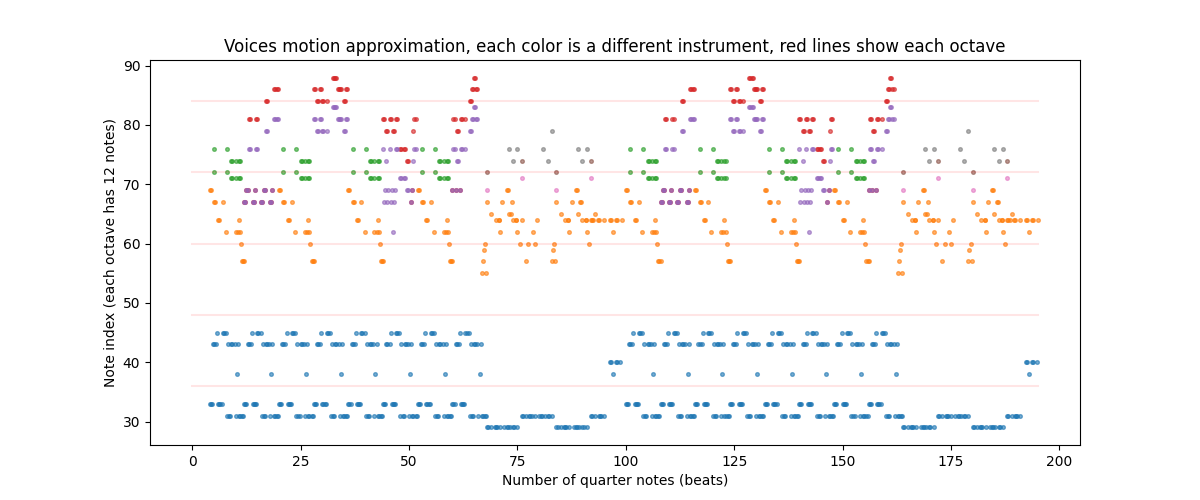 Voices motion approximation, each color is a different instrument, red lines show each octave
90
80
70
60
50
40
30
Note index (each octave has 12 notes)
0 25 50 75 100 125 150 175 200
Number of quarter notes (beats)